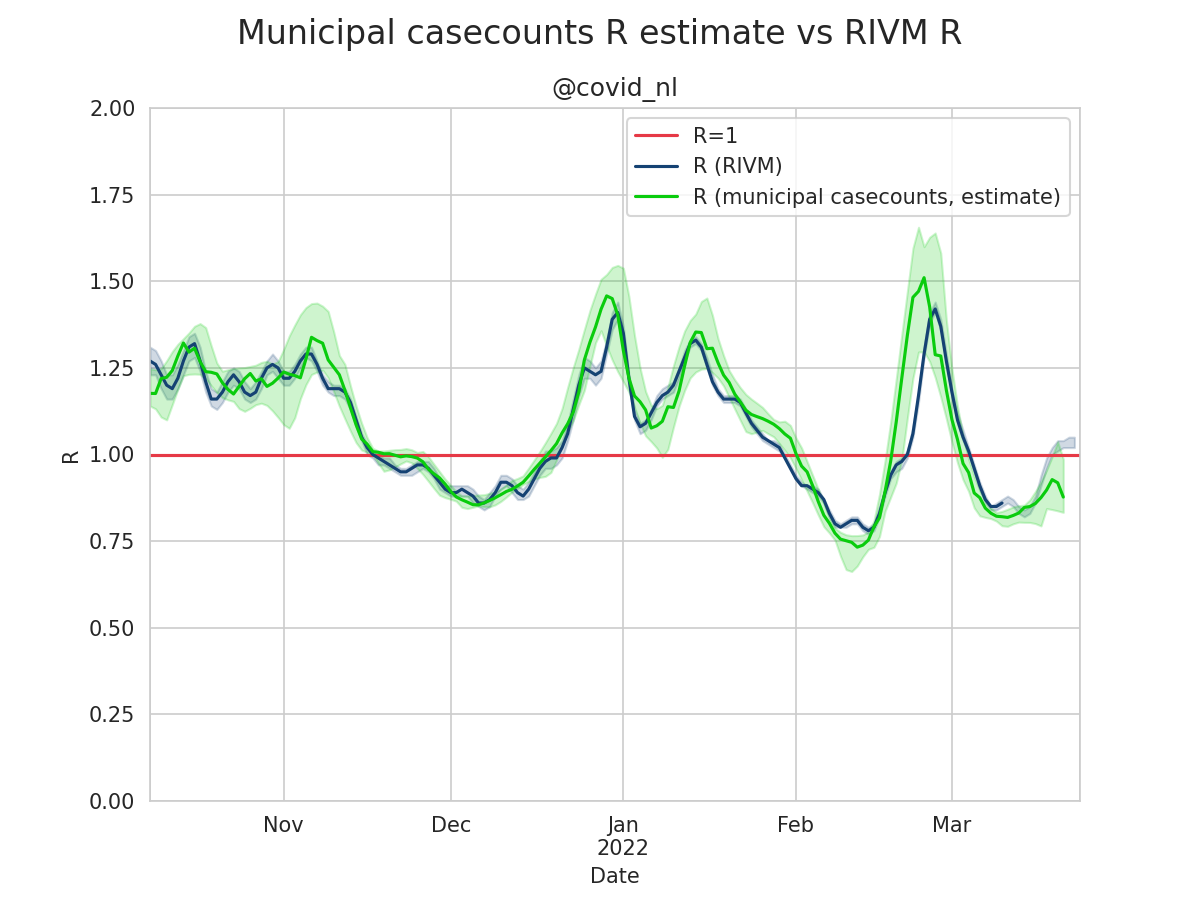 Municipal casecounts R estimate vs RIVM R
@covid_nl
R=1
R (RIVM)
R (municipal casecounts, estimate)
2.00
1.75
1.50
1.25
1.00
0.75
0.50
0.25
0.00
R
Nov
Dec
Jan
2022
Feb
Mar
Date